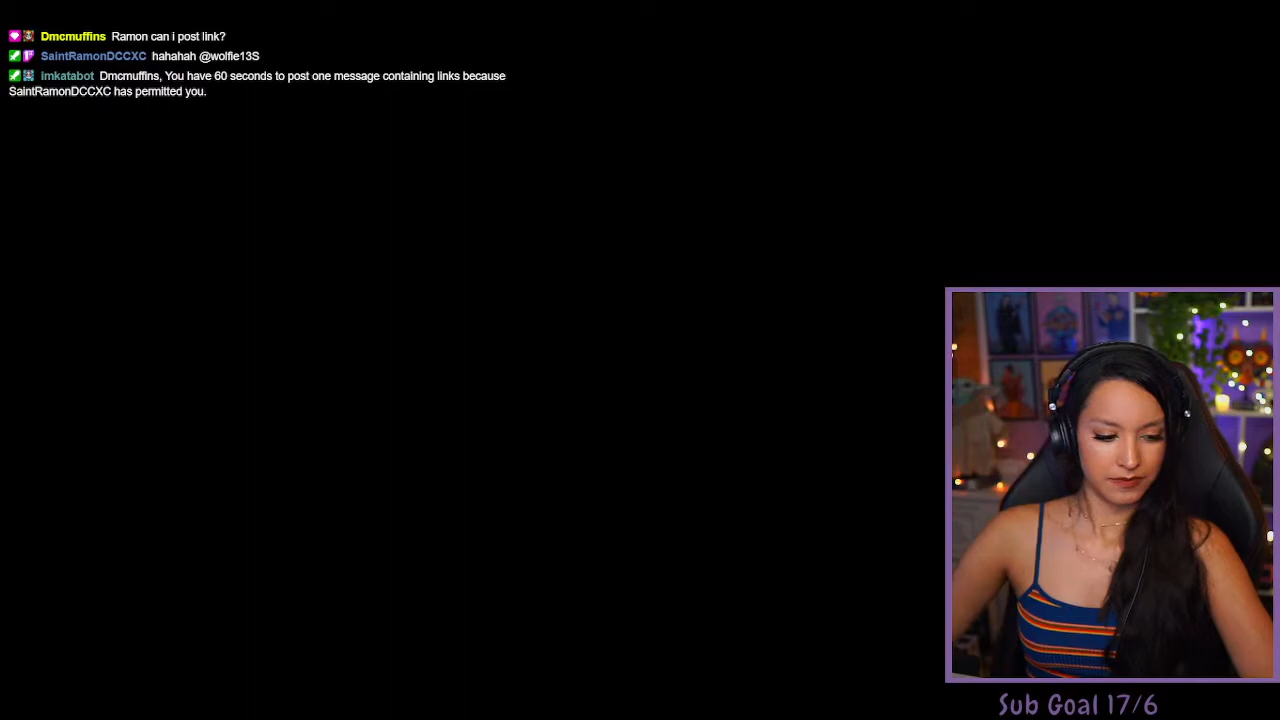 Dmcmuffins Ramon can i post link?
SaintRamonDCCXC hahahah @wolfie13S
imkatabot Dmcmuffins, You have 60 seconds to post one message containing links because
SaintRamonDCCXC has permitted you.
Sub Goal 17/6